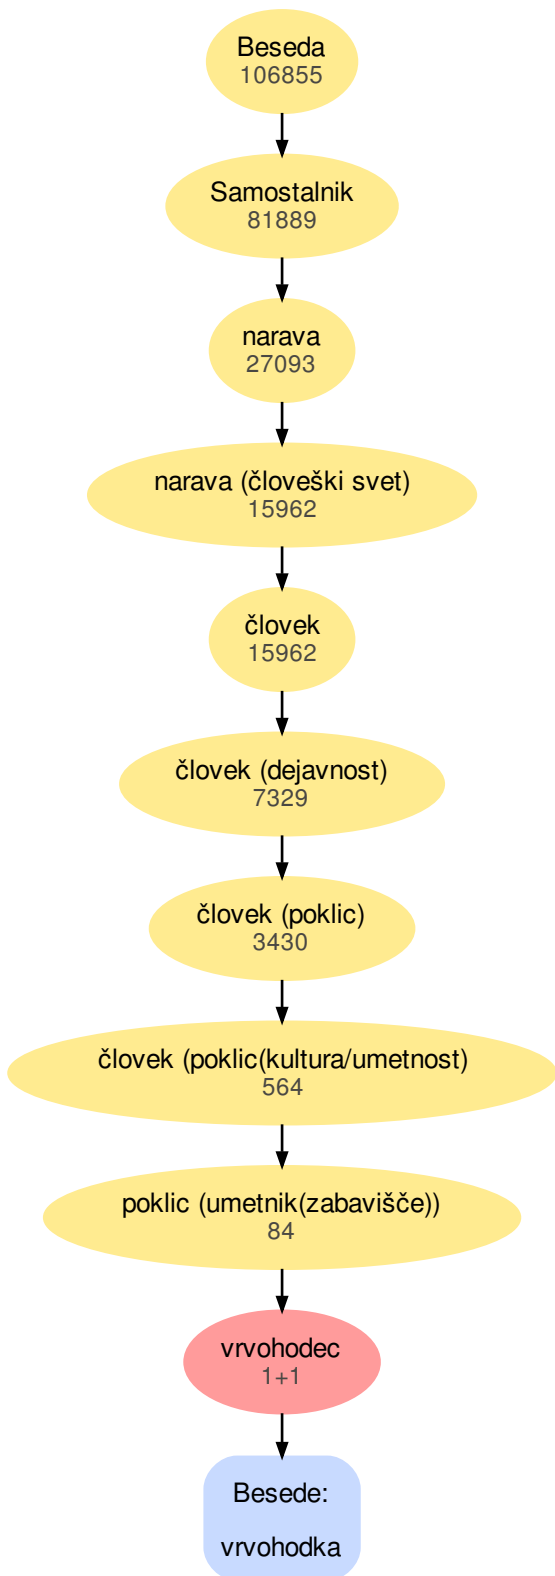 Beseda
106855
Samostalnik
81889
narava
27093
narava (človeški svet)
15962
človek
15962
človek (dejavnost)
7329
človek (poklic)
3430
človek (poklic(kultura/umetnost)
564
poklic (umetnik(zabavišče))
84
vrvohodec
1+1
Besede:
vrvohodka